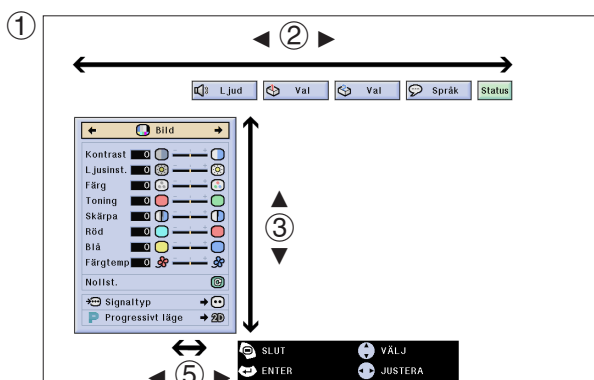 ①
◄ ② ►
Ljud Val Val Språk Status
Bild
Kontrast 0
Ljusinst. 0
Färg 0
Toning 0
Skärpa 0
Röd 0
Blå 0
Färgtemp 0
Nollst.
Signaltyp
P Progressivt läge 2D
▲
③
▼
SLUT VÄLJ
ENTER JUSTERA
◄ ⑤ ►